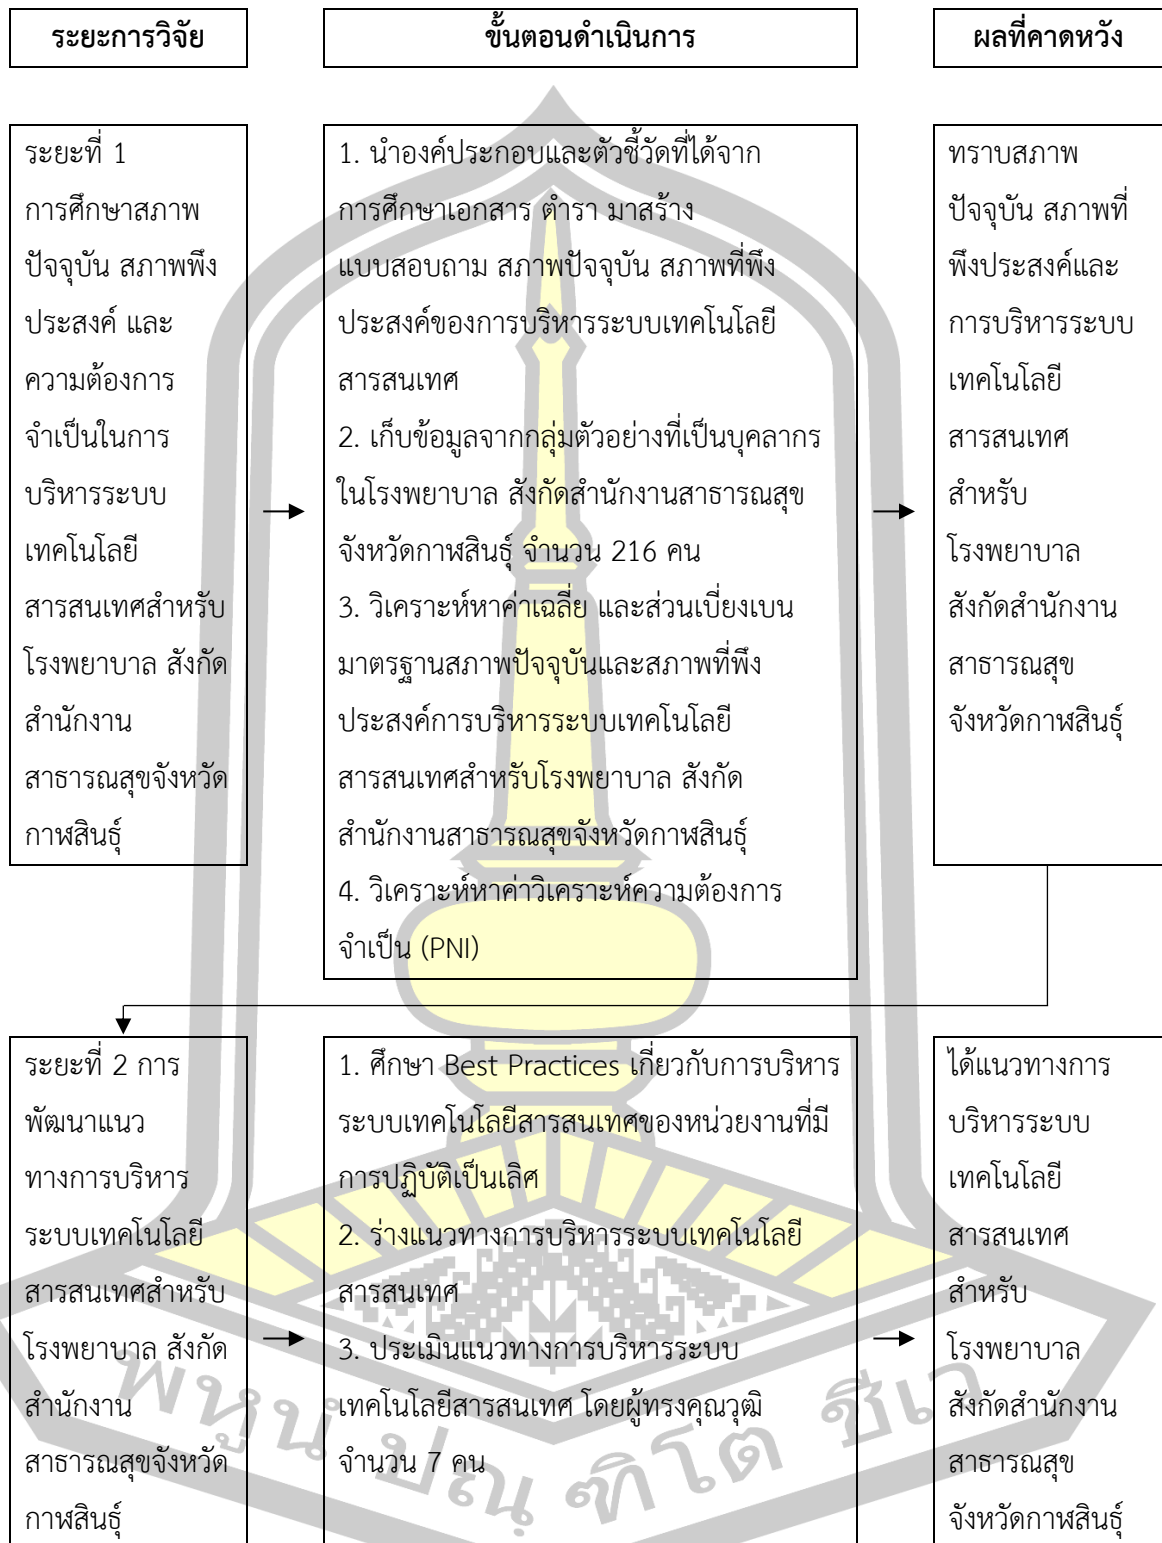 ระยะการวิจัย
ขั้นตอนดำเนินการ
ผลที่คาดหวัง
ระยะที่ 1
การศึกษาสภาพ
ปัจจุบัน สภาพพึง
ประสงค์ และ
ความต้องการ
จำเป็นในการ
บริหารระบบ
เทคโนโลยี
สารสนเทศสำหรับ
โรงพยาบาล สังกัด
สำนักงาน
สาธารณสุขจังหวัด
กาฬสินธุ์
1. นำองค์ประกอบและตัวชี้วัดที่ได้จาก
การศึกษาเอกสาร ตำรา มาสร้าง
แบบสอบถาม สภาพปัจจุบัน สภาพที่พึง
ประสงค์ของการบริหารระบบเทคโนโลยี
สารสนเทศ
2. เก็บข้อมูลจากกลุ่มตัวอย่างที่เป็นบุคลากร
ในโรงพยาบาล สังกัดสำนักงานสาธารณสุข
จังหวัดกาฬสินธุ์ จำนวน 216 คน
3. วิเคราะห์หาค่าเฉลี่ย และส่วนเบี่ยงเบน
มาตรฐานสภาพปัจจุบันและสภาพที่พึง
ประสงค์การบริหารระบบเทคโนโลยี
สารสนเทศสำหรับโรงพยาบาล สังกัด
สำนักงานสาธารณสุขจังหวัดกาฬสินธุ์
4. วิเคราะห์หาค่าวิเคราะห์ความต้องการ
จำเป็น (PNI)
ทราบสภาพ
ปัจจุบัน สภาพที่
พึงประสงค์และ
การบริหารระบบ
เทคโนโลยี
สารสนเทศ
สำหรับ
โรงพยาบาล
สังกัดสำนักงาน
สาธารณสุข
จังหวัดกาฬสินธุ์
ระยะที่ 2 การ
พัฒนาแนว
ทางการบริหาร
ระบบเทคโนโลยี
สารสนเทศสำหรับ
โรงพยาบาล สังกัด
สำนักงาน
สาธารณสุขจังหวัด
กาฬสินธุ์
1. ศึกษา Best Practices เกี่ยวกับการบริหาร
ระบบเทคโนโลยีสารสนเทศของหน่วยงานที่มี
การปฏิบัติเป็นเลิศ
2. ร่างแนวทางการบริหารระบบเทคโนโลยี
สารสนเทศ
3. ประเมินแนวทางการบริหารระบบ
เทคโนโลยีสารสนเทศ โดยผู้ทรงคุณวุฒิ
จำนวน 7 คน
ได้แนวทางการ
บริหารระบบ
เทคโนโลยี
สารสนเทศ
สำหรับ
โรงพยาบาล
สังกัดสำนักงาน
สาธารณสุข
จังหวัดกาฬสินธุ์
พหูนํ ปณฺฑิโต ชีเว